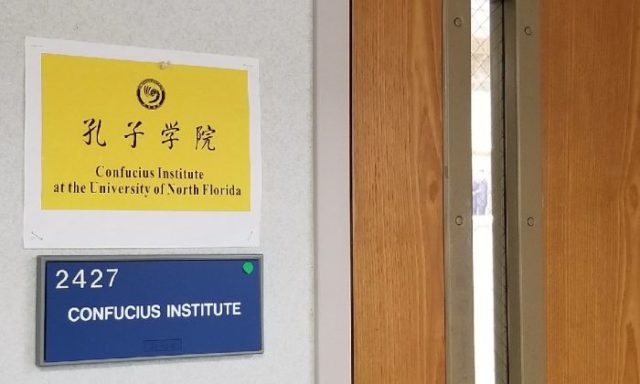 孔子学院
Confucius Institute
at the University of North Florida
2427
CONFUCIUS INSTITUTE